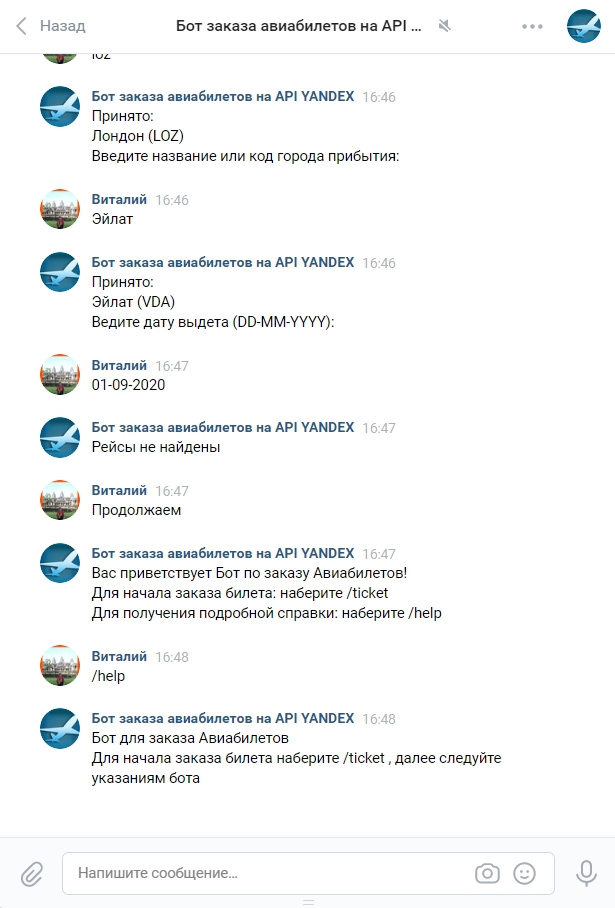 Назад
Бот заказа авиабилетов на API ...
loz
Бот заказа авиабилетов на API YANDEX 16:46
Принято:
Лондон (LOZ)
Введите название или код города прибытия:
Виталий 16:46
Эйлат
Бот заказа авиабилетов на API YANDEX 16:46
Принято:
Эйлат (VDA)
Ведите дату выдета (DD-MM-YYYY):
Виталий 16:47
01-09-2020
Бот заказа авиабилетов на API YANDEX 16:47
Рейсы не найдены
Виталий 16:47
Продолжаем
Бот заказа авиабилетов на API YANDEX 16:47
Вас приветствует Бот по заказу Авиабилетов!
Для начала заказа билета: наберите /ticket
Для получения подробной справки: наберите /help
Виталий 16:48
/help
Бот заказа авиабилетов на API YANDEX 16:48
Бот для заказа Авиабилетов
Для начала заказа билета наберите /ticket , далее следуйте
указаниям бота
Напишите сообщение...